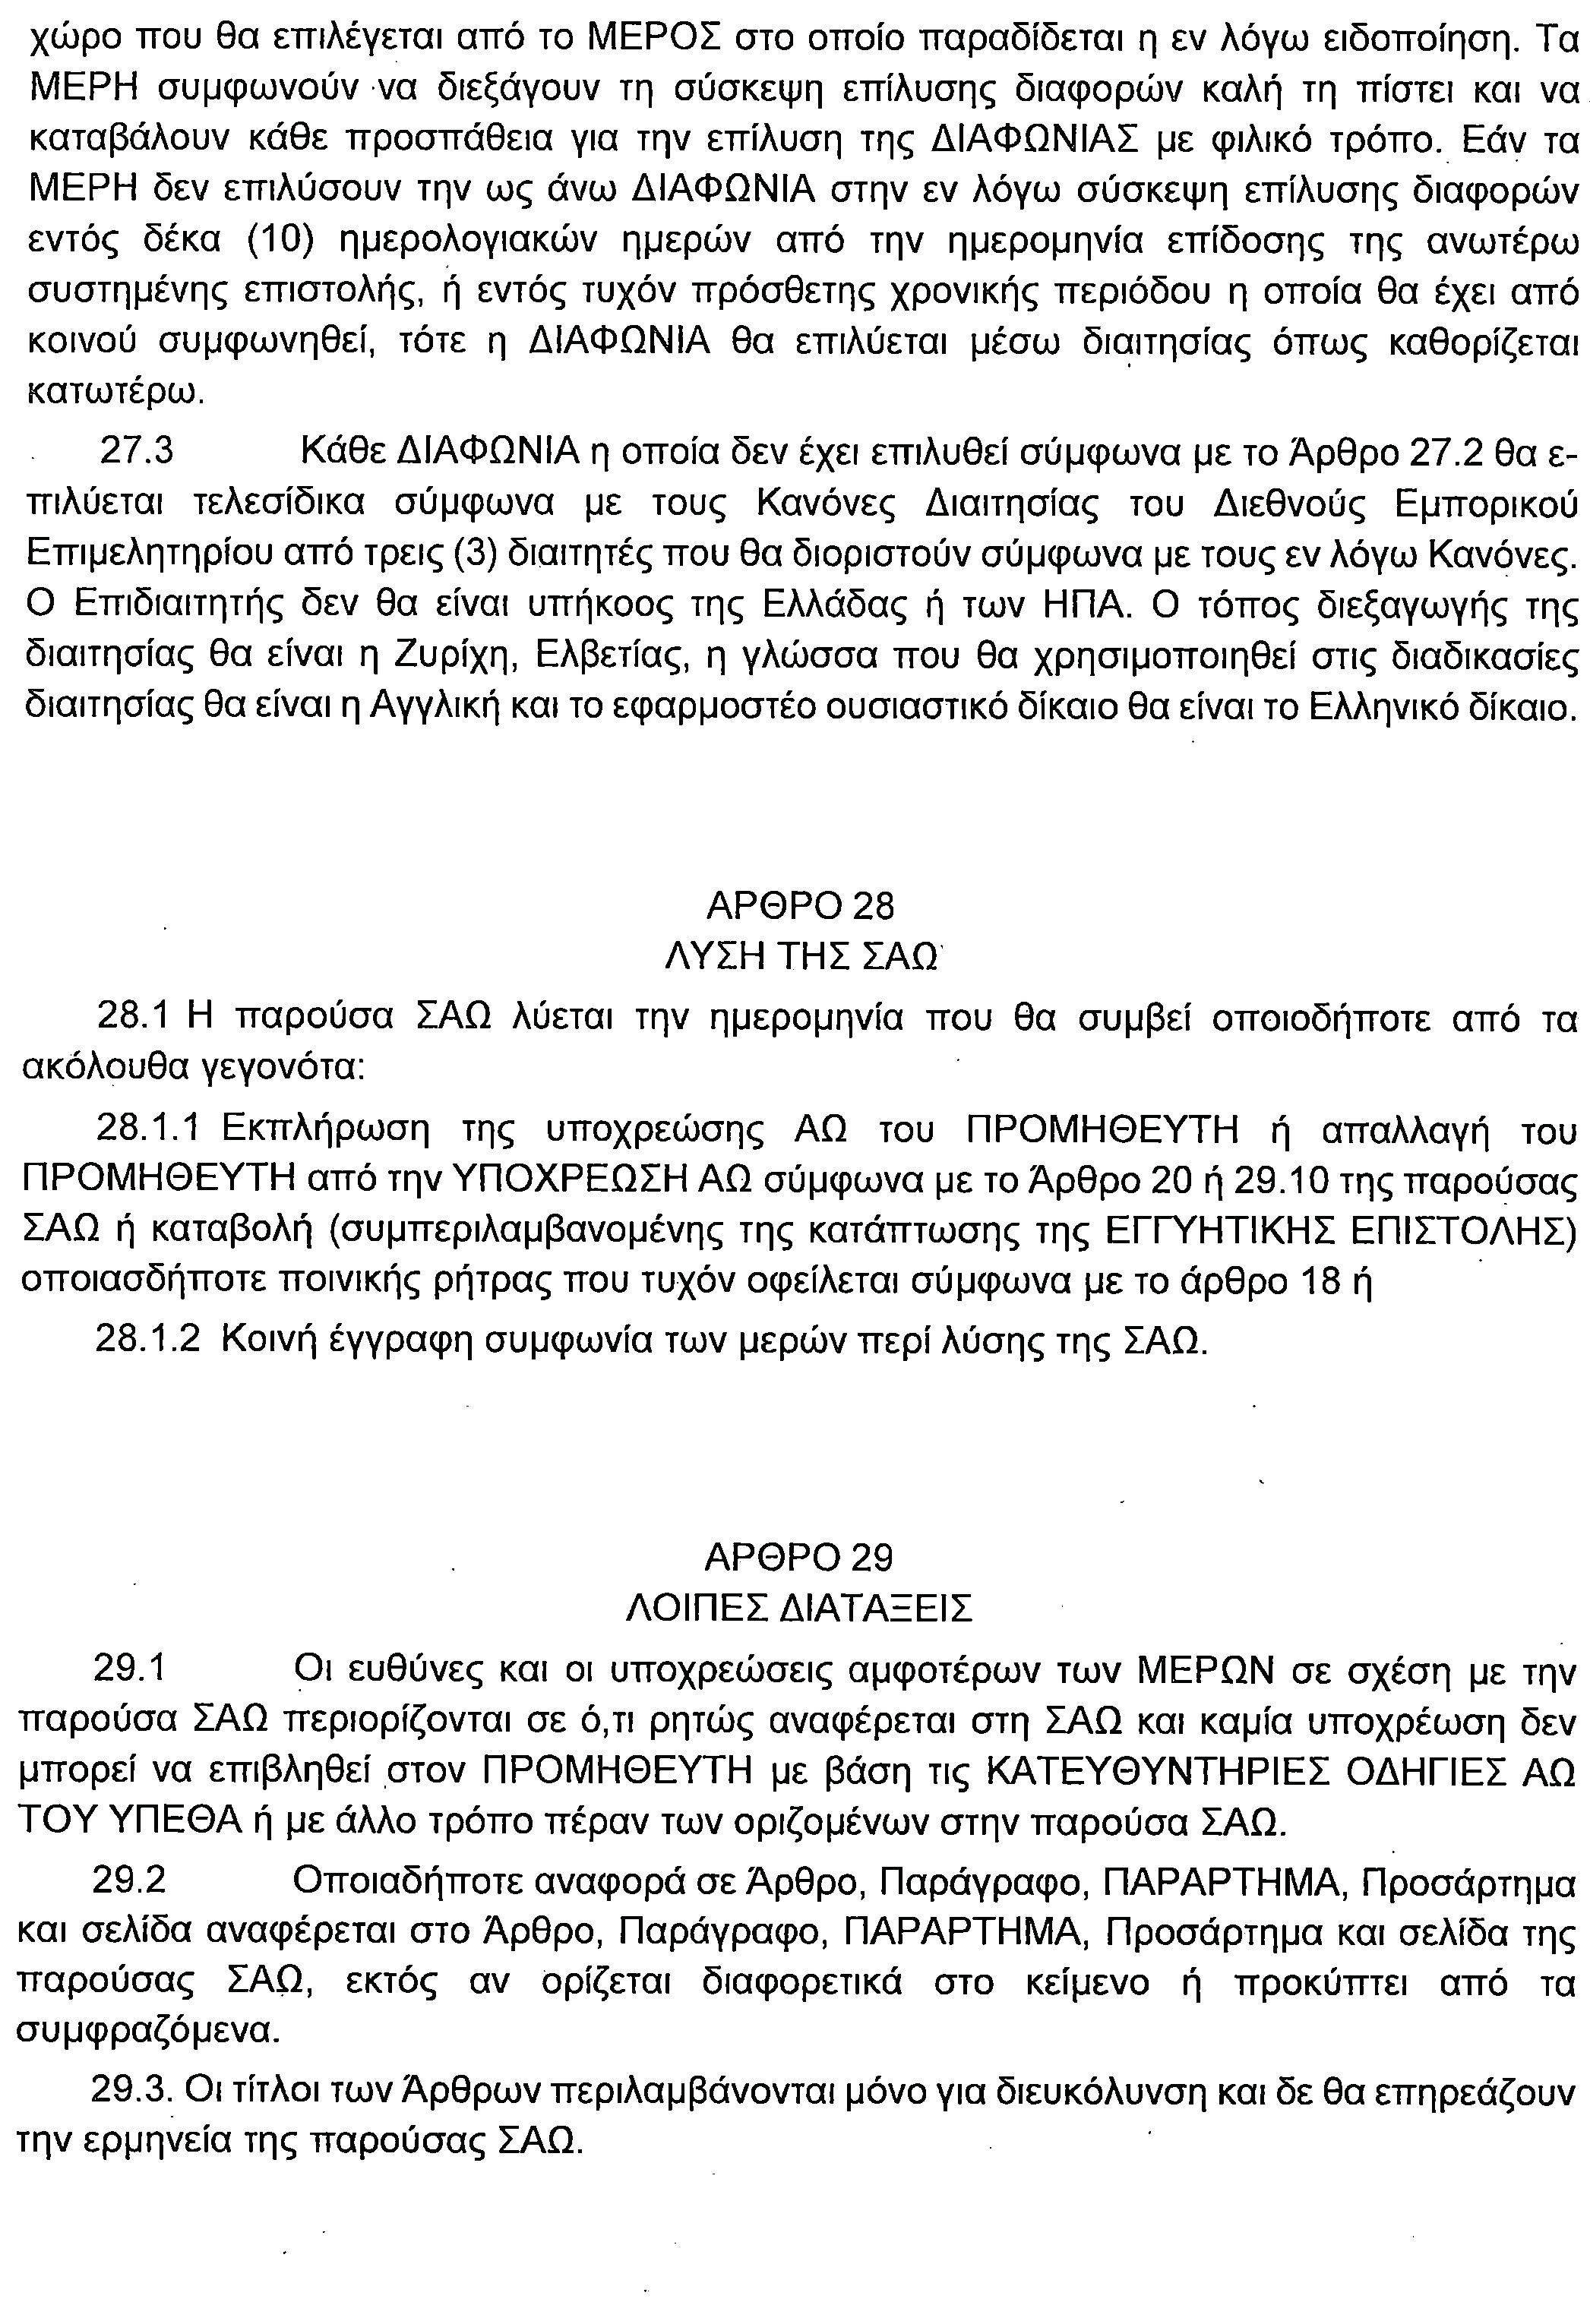 χώρο που θα επιλέγεται από το ΜΕΡΟΣ στο οποίο παραδίδεται η εν λόγω ειδοποίηση. Τα
ΜΕΡΗ συμφωνούν να διεξάγουν τη σύσκεψη επίλυσης διαφορών καλή τη πίστει και να
καταβάλουν κάθε προσπάθεια για την επίλυση της ΔΙΑΦΩΝΙΑΣ με φιλικό τρόπο. Εάν τα
ΜΕΡΗ δεν επιλύσουν την ως άνω ΔΙΑΦΩΝΙΑ στην εν λόγω σύσκεψη επίλυσης διαφορών
εντός δέκα (10) ημερολογιακών ημερών από την ημερομηνία επίδοσης της ανωτέρω
συστημένης επιστολής, ή εντός τυχόν πρόσθετης χρονικής περιόδου η οποία θα έχει από
κοινού συμφωνηθεί, τότε η ΔΙΑΦΩΝΙΑ θα επιλύεται μέσω διαιτησίας όπως καθορίζεται
κατωτέρω.
27.3 Κάθε ΔΙΑΦΩΝΙΑ η οποία δεν έχει επιλυθεί σύμφωνα με το Άρθρο 27.2 θα ε-
πιλύεται τελεσίδικα σύμφωνα με τους Κανόνες Διαιτησίας του Διεθνούς Εμπορικού
Επιμελητηρίου από τρεις (3) διαιτητές που θα διοριστούν σύμφωνα με τους εν λόγω Κανόνες.
Ο Επιδιαιτητής δεν θα είναι υπήκοος της Ελλάδας ή των ΗΠΑ. Ο τόπος διεξαγωγής της
διαιτησίας θα είναι η Ζυρίχη, Ελβετίας, η γλώσσα που θα χρησιμοποιηθεί στις διαδικασίες
διαιτησίας θα είναι η Αγγλική και το εφαρμοστέο ουσιαστικό δίκαιο θα είναι το Ελληνικό δίκαιο.
ΑΡΘΡΟ 28
ΛΥΣΗ ΤΗΣ ΣΑΩ
28.1 Η παρούσα ΣΑΩ λύεται την ημερομηνία που θα συμβεί οποιοδήποτε από τα
ακόλουθα γεγονότα:
28.1.1 Εκπλήρωση της υποχρεώσης ΑΩ του ΠΡΟΜΗΘΕΥΤΗ ή απαλλαγή του
ΠΡΟΜΗΘΕΥΤΗ από την ΥΠΟΧΡΕΩΣΗ ΑΩ σύμφωνα με το Άρθρο 20 ή 29.10 της παρούσας
ΣΑΩ ή καταβολή (συμπεριλαμβανομένης της κατάπτωσης της ΕΓΓΥΗΤΙΚΗΣ ΕΠΙΣΤΟΛΗΣ)
οποιασδήποτε ποινικής ρήτρας που τυχόν οφείλεται σύμφωνα με το άρθρο 18 ή
28.1.2 Κοινή έγγραφη συμφωνία των μερών περί λύσης της ΣΑΩ.
ΑΡΘΡΟ 29
ΛΟΙΠΕΣ ΔΙΑΤΑΞΕΙΣ
29.1 Οι ευθύνες και οι υποχρεώσεις αμφοτέρων των ΜΕΡΩΝ σε σχέση με την
παρούσα ΣΑΩ περιορίζονται σε ό,τι ρητώς αναφέρεται στη ΣΑΩ και καμία υποχρέωση δεν
μπορεί να επιβληθεί στον ΠΡΟΜΗΘΕΥΤΗ με βάση τις ΚΑΤΕΥΘΥΝΤΗΡΙΕΣ ΟΔΗΓΙΕΣ ΑΩ
ΤΟΥ ΥΠΕΘΑ ή με άλλο τρόπο πέραν των οριζομένων στην παρούσα ΣΑΩ.
29.2 Οποιαδήποτε αναφορά σε Άρθρο, Παράγραφο, ΠΑΡΑΡΤΗΜΑ, Προσάρτημα
και σελίδα αναφέρεται στο Άρθρο, Παράγραφο, ΠΑΡΑΡΤΗΜΑ, Προσάρτημα και σελίδα της
παρούσας ΣΑΩ, εκτός αν ορίζεται διαφορετικά στο κείμενο ή προκύπτει από τα
συμφραζόμενα.
29.3. Οι τίτλοι των Άρθρων περιλαμβάνονται μόνο για διευκόλυνση και δε θα επηρεάζουν
την ερμηνεία της παρούσας ΣΑΩ.